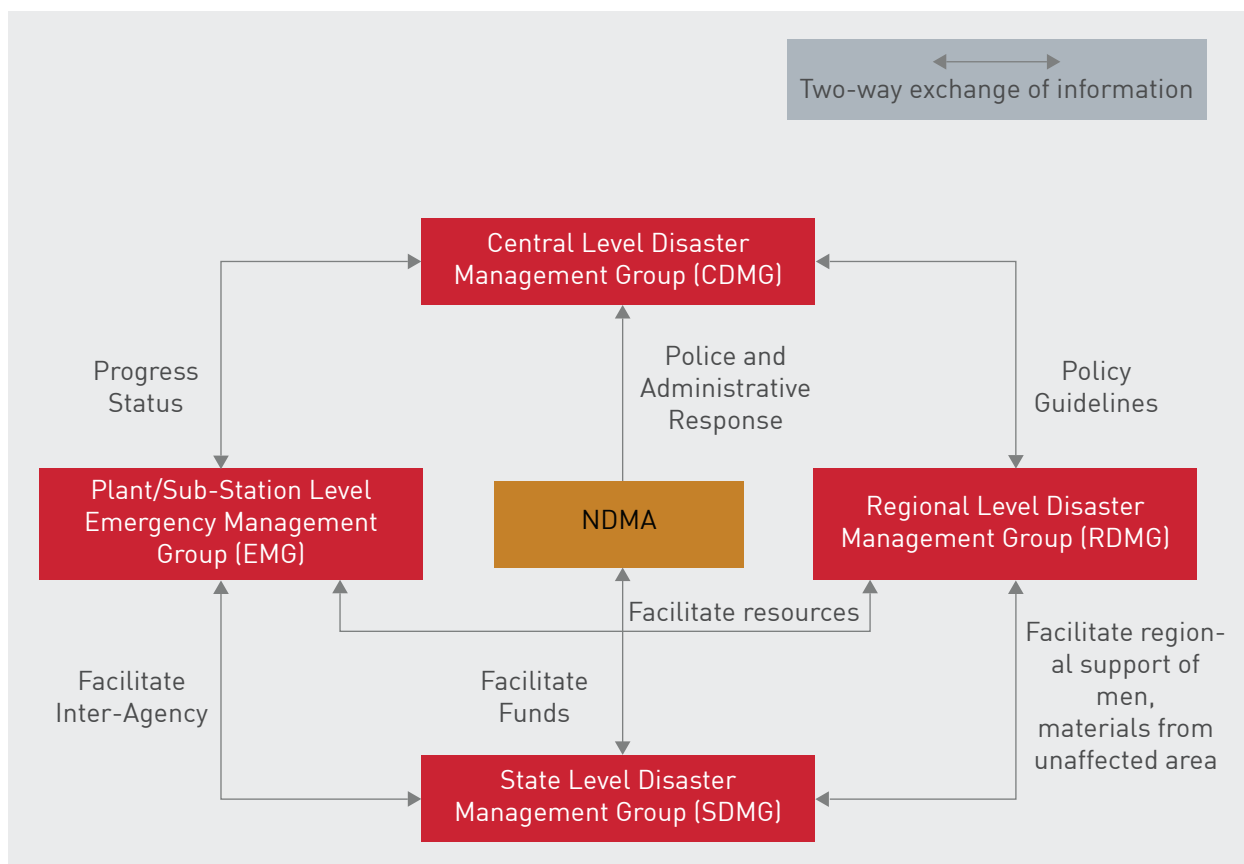 Two-way exchange of information
Central Level Disaster
Management Group (CDMG)
Progress
Status
Police and
Administrative
Response
Policy
Guidelines
Plant/Sub-Station Level
Emergency Management
Group (EMG)
NDMA
Regional Level Disaster
Management Group (RDMG)
Facilitate resources
Facilitate
Inter-Agency
Facilitate
Funds
Facilitate region-
al support of
men,
materials from
unaffected area
State Level Disaster
Management Group (SDMG)